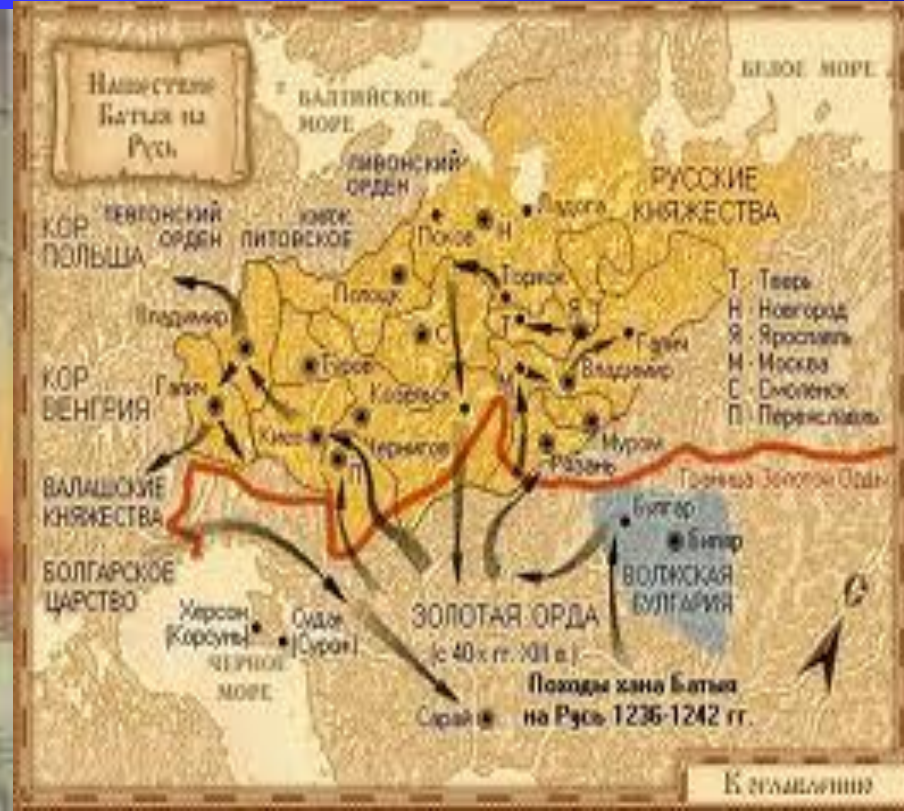 Нашествие
Батыя на
Русь
БАЛТИЙСКОЕ
МОРЕ
БЕЛОЕ МОРЕ
ЛИВОНСКИЙ
ОРДЕН
ТЕВТОНСКИЙ
ОРДЕН
КНЯЖ.
ЛИТОВСКОЕ
РУССКИЕ
КНЯЖЕСТВА
КОР.
ПОЛЬША
Ладога
Псков
Н
Торжок
Полоцк
Т
Я
Галич
Владимир
С
М
Владимир
Туров
Козельск
КОР.
ВЕНГРИЯ
Галич
Киев
Чернигов
П
Муром
Рязань
Т - Тверь
Н - Новгород
Я - Ярославль
М - Москва
С - Смоленск
П - Переяславль
Граница Золотой Орды
ВАЛАШСКИЕ
КНЯЖЕСТВА
БОЛГАРСКОЕ
ЦАРСТВО
Булгар
Биляр
ВОЛЖСКАЯ
БУЛГАРИЯ
Херсон
(Корсунь)
Судак
(Сурож)
ЧЕРНОЕ
МОРЕ
ЗОЛОТАЯ ОРДА
(с 40х гг. XIII в.)
Сарай
Походы хана Батыя
на Русь 1236-1242 гг.
С
К оглавлению